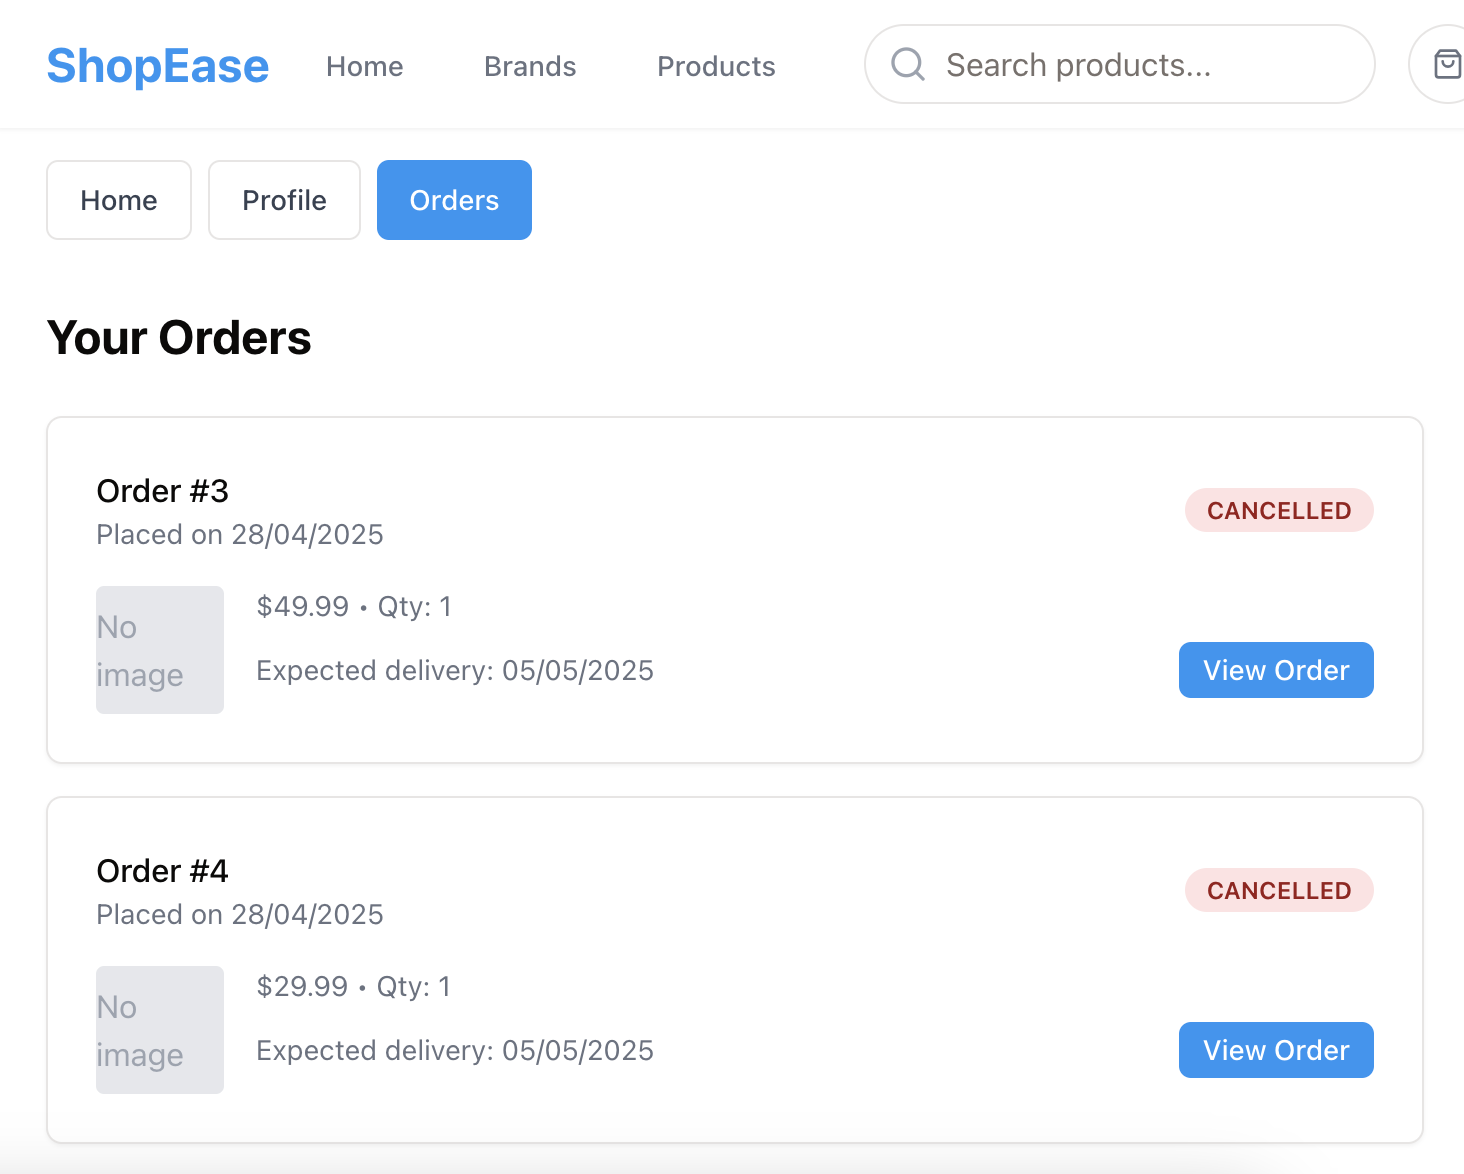 ShopEase
Home
Brands
Products
Search products...
Home
Profile
Orders
Your Orders
Order #3
Placed on 28/04/2025
CANCELLED
No
image
$49.99 • Qty: 1
Expected delivery: 05/05/2025
View Order
Order #4
Placed on 28/04/2025
CANCELLED
No
image
$29.99 • Qty: 1
Expected delivery: 05/05/2025
View Order